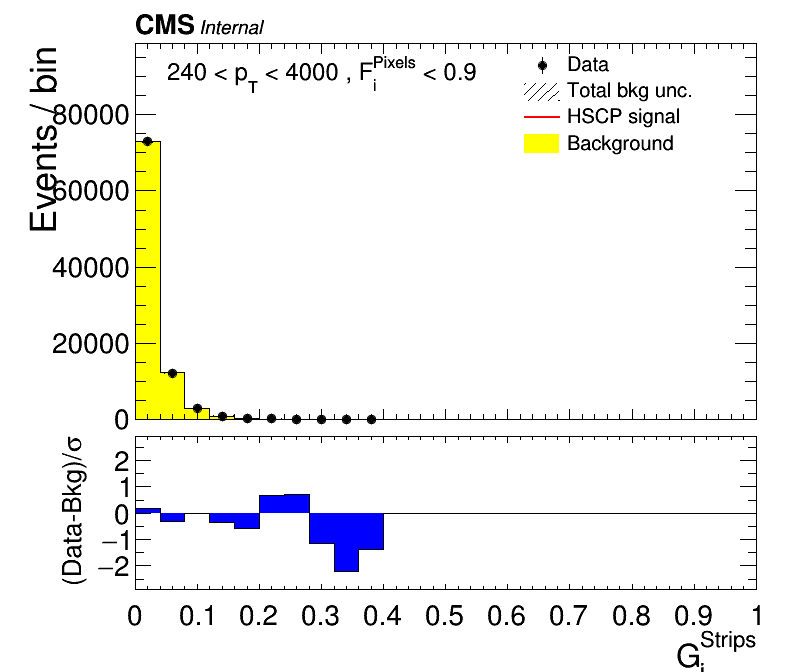 CMS Internal
240 < p_T < 4000 , F_i^Pixels < 0.9
Data
Total bkg unc.
HSCP signal
Background
Events / bin
80000
60000
40000
20000
0
(Data-Bkg)/σ
2
1
0
−1
−2
0 0.1 0.2 0.3 0.4 0.5 0.6 0.7 0.8 0.9 1
G_i^Strips